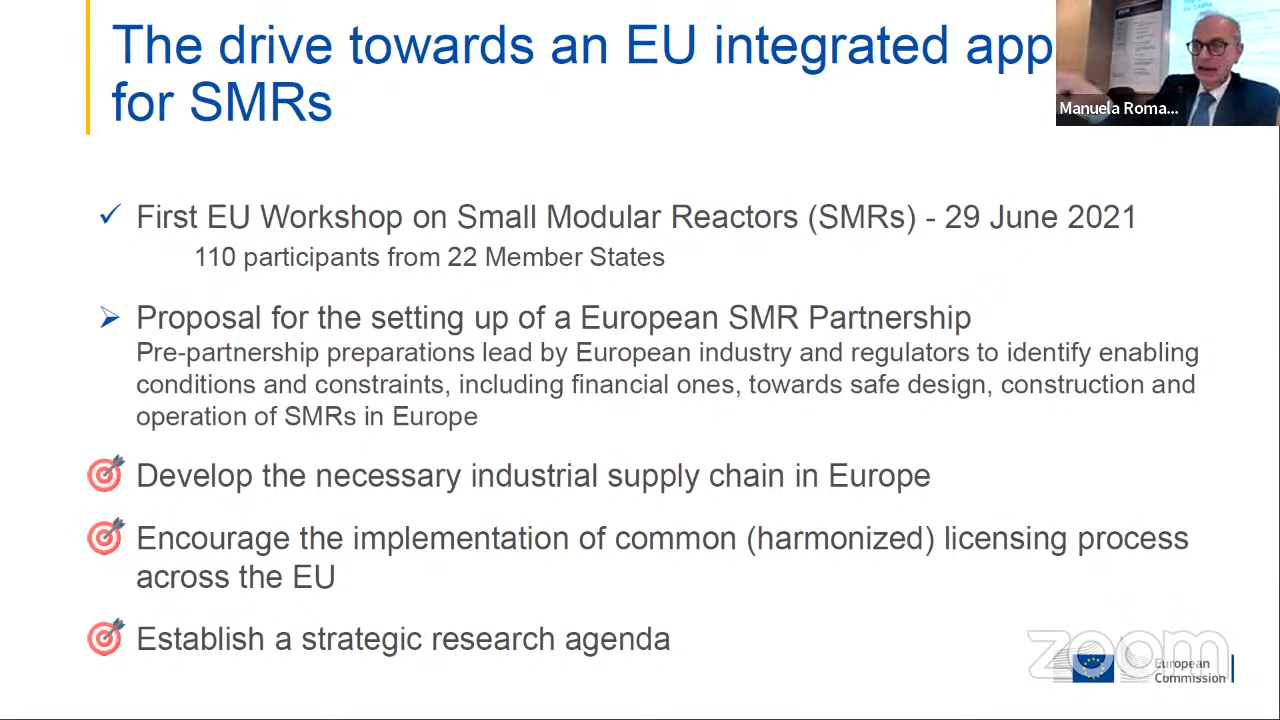 The drive towards an EU integrated app
for SMRs
Manuela Roma...
First EU Workshop on Small Modular Reactors (SMRs) - 29 June 2021
110 participants from 22 Member States
Proposal for the setting up of a European SMR Partnership
Pre-partnership preparations lead by European industry and regulators to identify enabling
conditions and constraints, including financial ones, towards safe design, construction and
operation of SMRs in Europe
Develop the necessary industrial supply chain in Europe
Encourage the implementation of common (harmonized) licensing process
across the EU
Establish a strategic research agenda
zoom
European
Commission